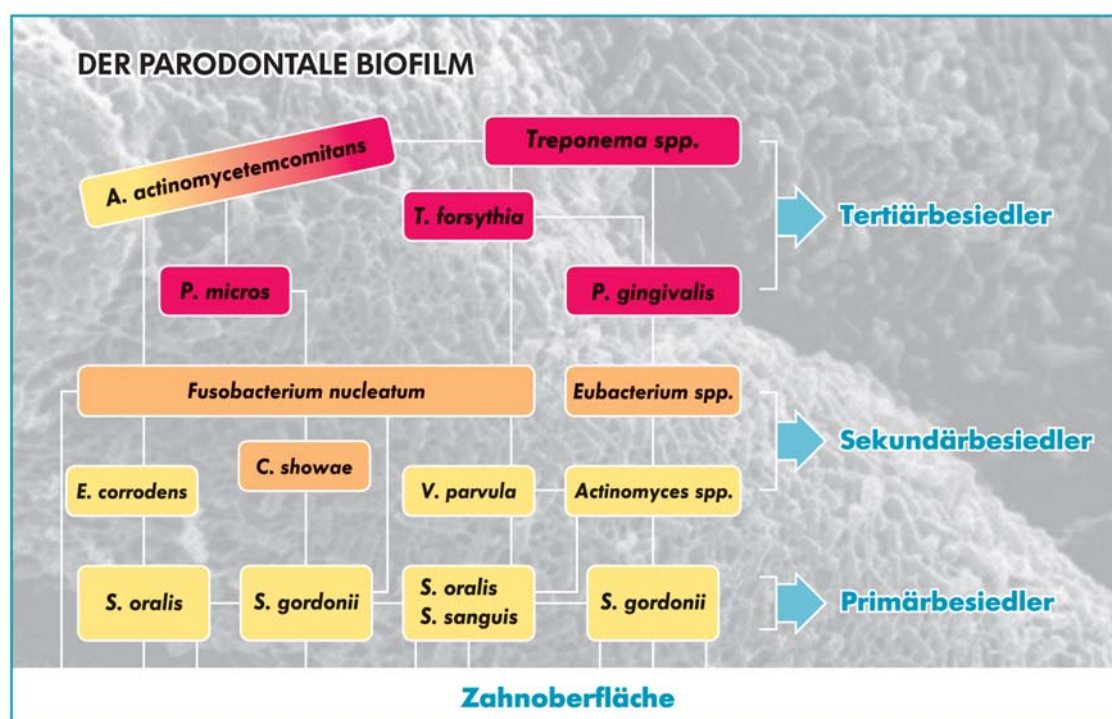 DER PARODONTALE BIOFILM
A. actinomycetemcomitans
Treponema spp.
T. forsythia
Tertiärbesiedler
P. micros
P. gingivalis
Fusobacterium nucleatum
Eubacterium spp.
Sekundärbesiedler
C. showae
E. corrodens
V. parvula
Actinomyces spp.
S. oralis
S. gordonii
S. oralis
S. sanguis
S. gordonii
Primärbesiedler
Zahnoberfläche